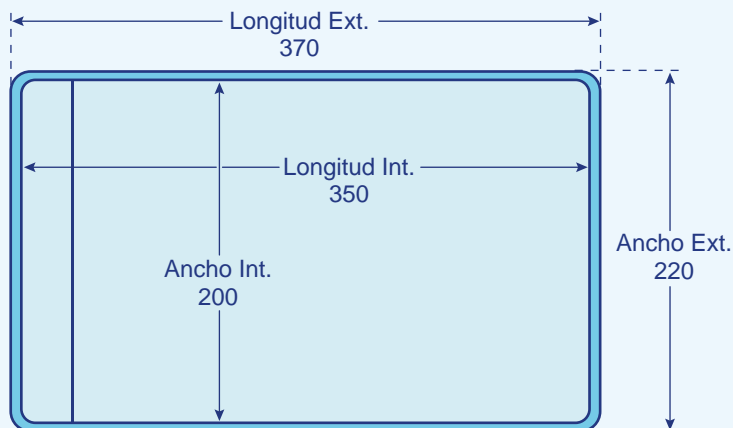 Longitud Ext.
370
Longitud Int.
350
Ancho Int.
200
Ancho Ext.
220